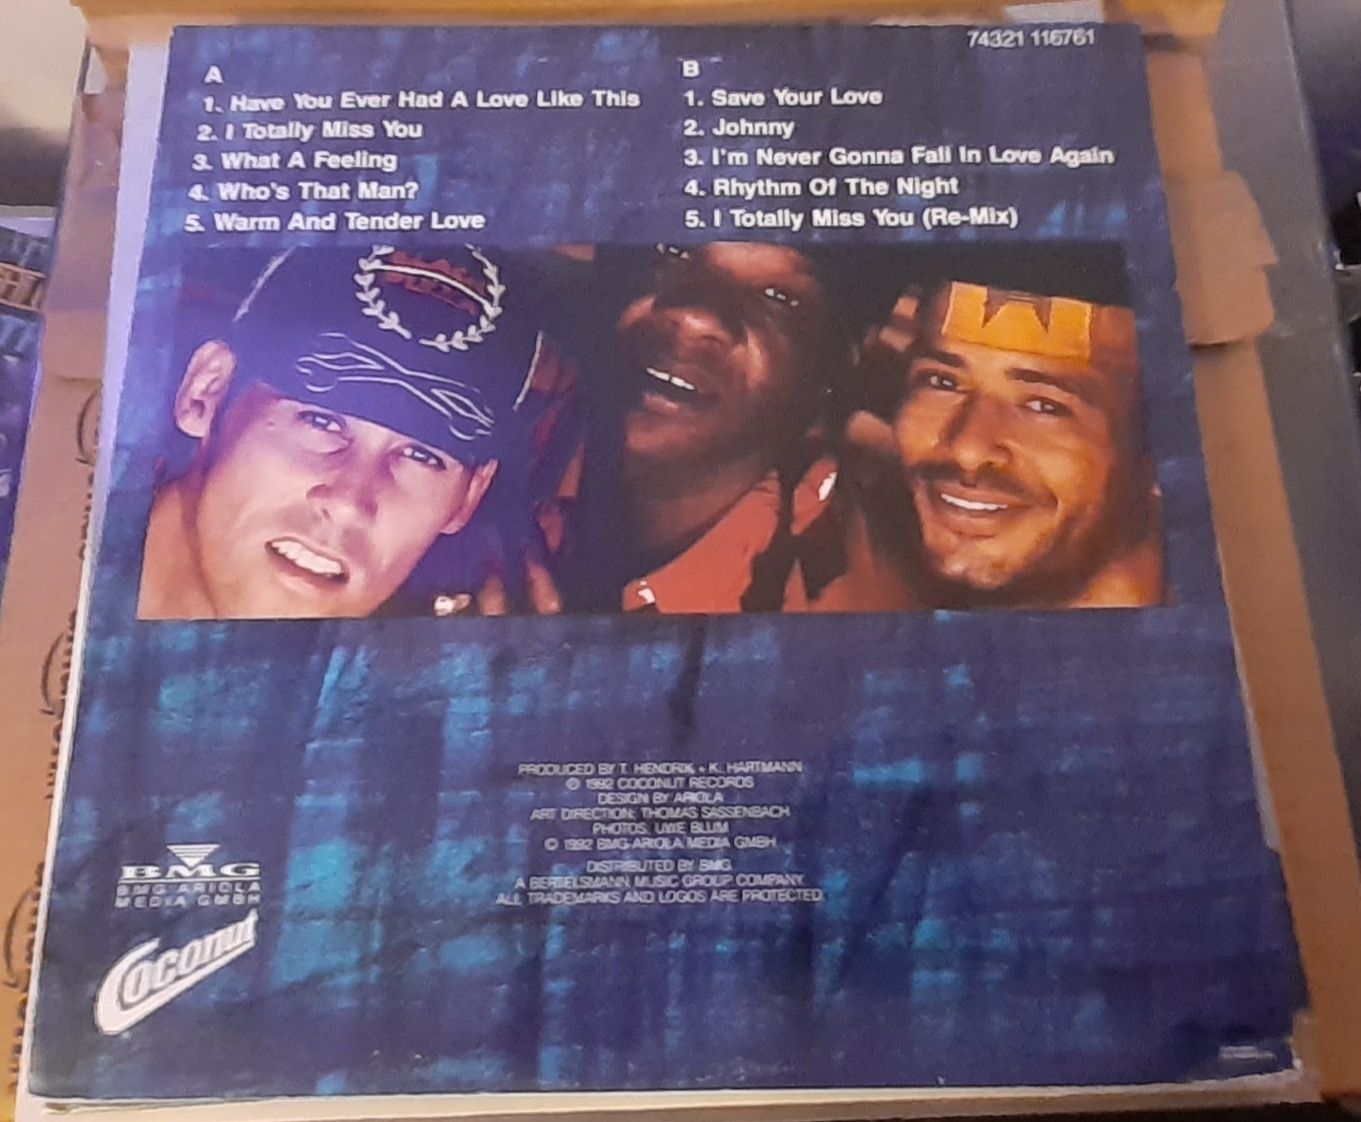 74321 116761
A
1. Have You Ever Had A Love Like This
2. I Totally Miss You
3. What A Feeling
4. Who's That Man?
5. Warm And Tender Love
B
1. Save Your Love
2. Johnny
3. I'm Never Gonna Fall In Love Again
4. Rhythm Of The Night
5. I Totally Miss You (Re-Mix)
PRODUCED BY T. HENDRIK + K. HARTMANN
℗ 1992 COCONUT RECORDS
DESIGN BY ARIOLA
ART DIRECTION: THOMAS SASSENBACH
PHOTOS: UWE BLUM
© 1992 BMG ARIOLA MEDIA GMBH
DISTRIBUTED BY BMG
A BERTELSMANN MUSIC GROUP COMPANY
ALL TRADEMARKS AND LOGOS ARE PROTECTED
BMG
BMG ARIOLA
MEDIA GMBH
Coconut